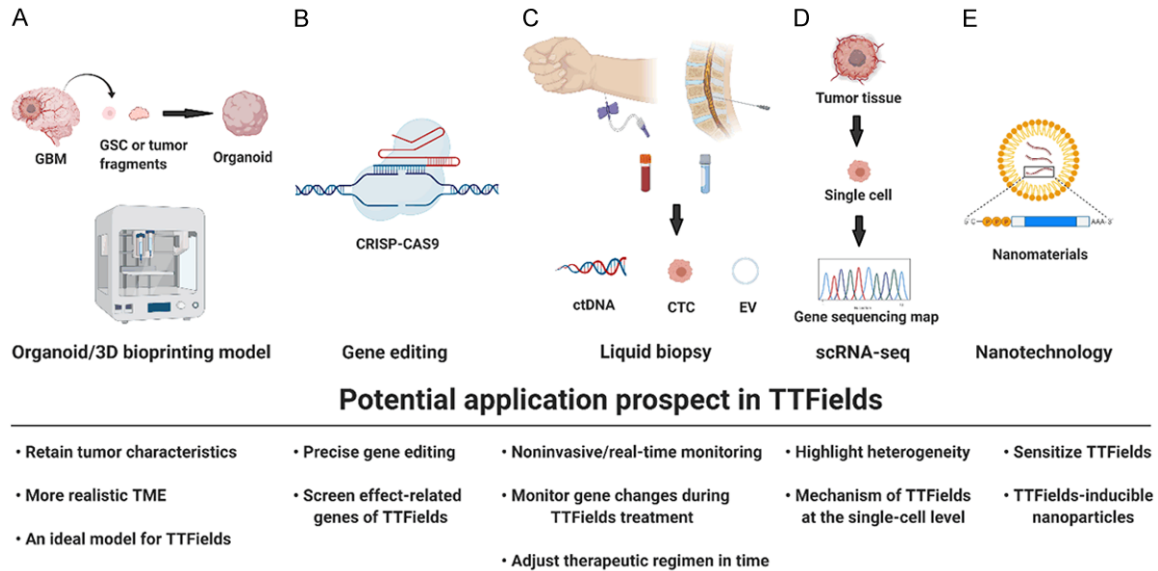 A
B
C
D
E
GBM
GSC or tumor
fragments
Organoid
CRISP-CAS9
ctDNA
CTC
EV
Tumor tissue
Single cell
Gene sequencing map
Nanomaterials
Organoid/3D bioprinting model
Gene editing
Liquid biopsy
scRNA-seq
Nanotechnology
Potential application prospect in TTFields
• Retain tumor characteristics
• More realistic TME
• An ideal model for TTFields
• Precise gene editing
• Screen effect-related
genes of TTFields
• Noninvasive/real-time monitoring
• Monitor gene changes during
TTFields treatment
• Adjust therapeutic regimen in time
• Highlight heterogeneity
• Mechanism of TTFields
at the single-cell level
• Sensitize TTFields
• TTFields-inducible
nanoparticles